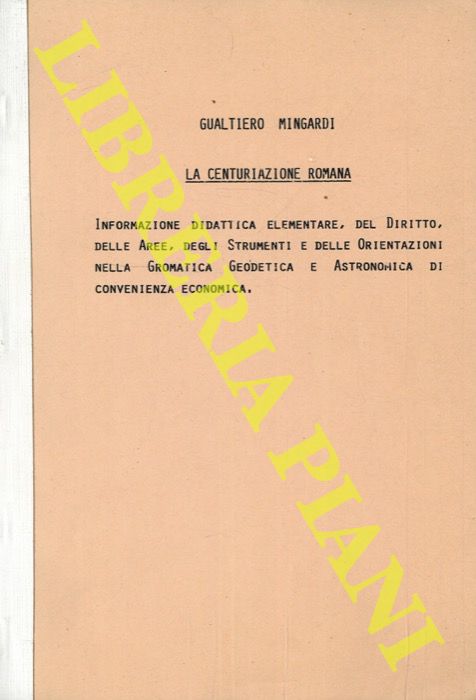 GUALTIERO MINGARDI
LA CENTURIAZIONE ROMANA
INFORMAZIONE DIDATTICA ELEMENTARE, DEL DIRITTO,
DELLE AREE, DEGLI STRUMENTI E DELLE ORIENTAZIONI
NELLA GROMATICA GEODETICA E ASTRONOMICA DI
CONVENIENZA ECONOMICA.
LIBRERIA PIANI